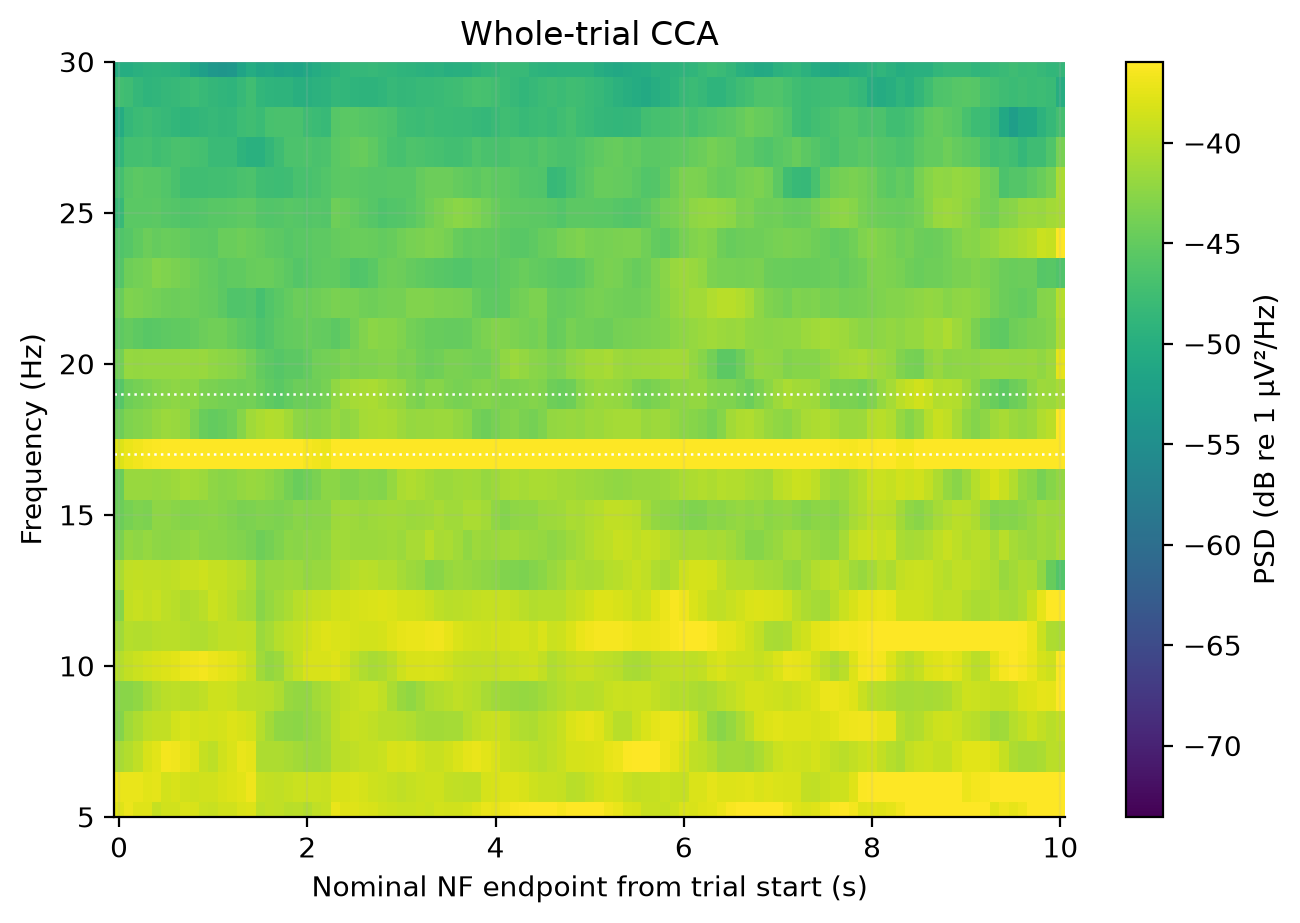 Whole-trial CCA
30
25
20
15
10
5
Frequency (Hz)
0 2 4 6 8 10
Nominal NF endpoint from trial start (s)
−40
−45
−50
−55
−60
−65
−70
PSD (dB re 1 µV²/Hz)